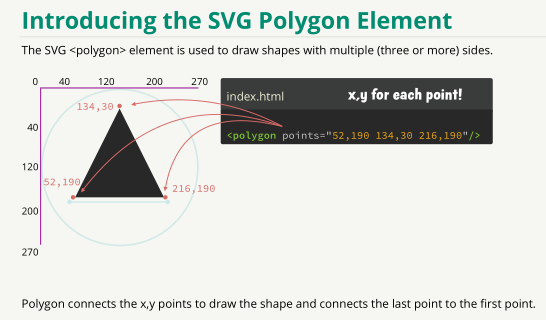 Introducing the SVG Polygon Element
The SVG <polygon> element is used to draw shapes with multiple (three or more) sides.
0 40 120 200 270
index.html
x,y for each point!
134,30
40
<polygon points="52,190 134,30 216,190"/>
120
52,190
216,190
200
270
Polygon connects the x,y points to draw the shape and connects the last point to the first point.